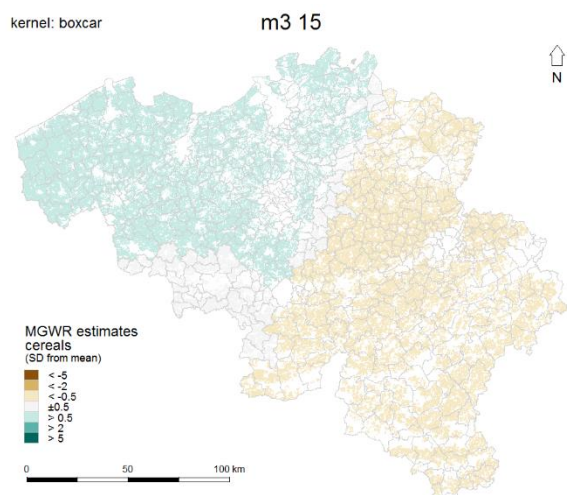 kernel: boxcar
m3 15
N
MGWR estimates
cereals
(SD from mean)
< -5
< -2
< -0.5
±0.5
> 0.5
> 2
> 5
0 50 100 km